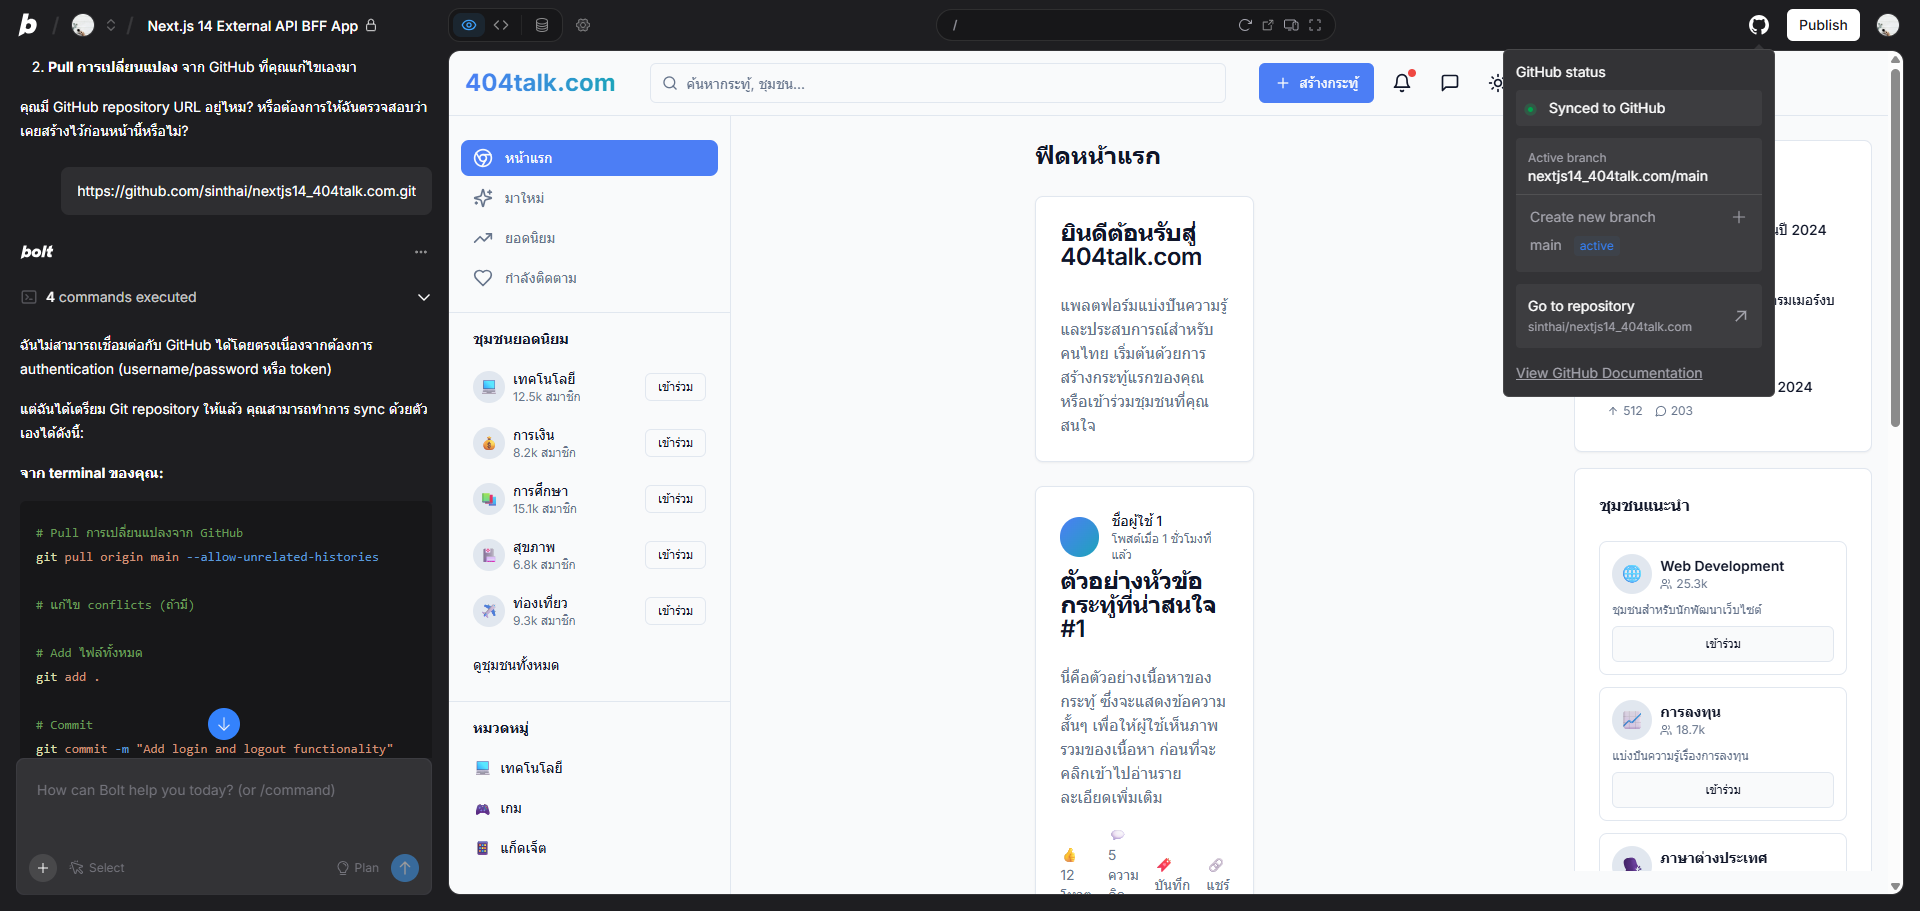 b
Next.js 14 External API BFF App
/
Publish
2. Pull การเปลี่ยนแปลง จาก GitHub ที่คุณแก้ไขเองมา
คุณมี GitHub repository URL อยู่ไหม? หรือต้องการให้ฉันตรวจสอบว่า
เคยสร้างไว้ก่อนหน้านี้หรือไม่?
https://github.com/sinthai/nextjs14_404talk.com.git
bolt
4 commands executed
ฉันไม่สามารถเชื่อมต่อกับ GitHub ได้โดยตรงเนื่องจากต้องการ
authentication (username/password หรือ token)
แต่ฉันได้เตรียม Git repository ให้แล้ว คุณสามารถทำการ sync ด้วยตัว
เองได้ดังนี้:
จาก terminal ของคุณ:
# Pull การเปลี่ยนแปลงจาก GitHub
git pull origin main --allow-unrelated-histories
# แก้ไข conflicts (ถ้ามี)
# Add ไฟล์ทั้งหมด
git add .
# Commit
git commit -m "Add login and logout functionality"
How can Bolt help you today? (or /command)
Select
Plan
404talk.com
ค้นหากระทู้, ชุมชน...
สร้างกระทู้
หน้าแรก
มาใหม่
ยอดนิยม
กำลังติดตาม
ชุมชนยอดนิยม
เทคโนโลยี
12.5k สมาชิก
เข้าร่วม
การเงิน
8.2k สมาชิก
เข้าร่วม
การศึกษา
15.1k สมาชิก
เข้าร่วม
สุขภาพ
6.8k สมาชิก
เข้าร่วม
ท่องเที่ยว
9.3k สมาชิก
เข้าร่วม
ดูชุมชนทั้งหมด
หมวดหมู่
เทคโนโลยี
เกม
แก็ดเจ็ต
ฟีดหน้าแรก
ยินดีต้อนรับสู่
404talk.com
แพลตฟอร์มแบ่งปันความรู้
และประสบการณ์สำหรับ
คนไทย เริ่มต้นด้วยการ
สร้างกระทู้แรกของคุณ
หรือเข้าร่วมชุมชนที่คุณ
สนใจ
ชื่อผู้ใช้ 1
โพสต์เมื่อ 1 ชั่วโมงที่
แล้ว
ตัวอย่างหัวข้อ
กระทู้ที่น่าสนใจ
#1
นี่คือตัวอย่างเนื้อหาของ
กระทู้ ซึ่งจะแสดงข้อความ
สั้นๆ เพื่อให้ผู้ใช้เห็นภาพ
รวมของเนื้อหา ก่อนที่จะ
คลิกเข้าไปอ่านราย
ละเอียดเพิ่มเติม
12
5
ความ
บันทึก
แชร์
GitHub status
Synced to GitHub
Active branch
nextjs14_404talk.com/main
Create new branch
main active
Go to repository
sinthai/nextjs14_404talk.com
View GitHub Documentation
ปี 2024
2024
512 203
ชุมชนแนะนำ
Web Development
25.3k
ชุมชนสำหรับนักพัฒนาเว็บไซต์
เข้าร่วม
การลงทุน
18.7k
แบ่งปันความรู้เรื่องการลงทุน
เข้าร่วม
ภาษาต่างประเทศ